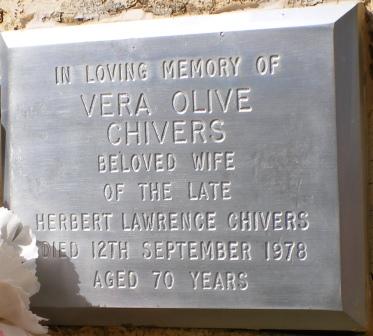 IN LOVING MEMORY OF
VERA OLIVE
CHIVERS
BELOVED WIFE
OF THE LATE
HERBERT LAWRENCE CHIVERS
DIED 12TH SEPTEMBER 1978
AGED 70 YEARS